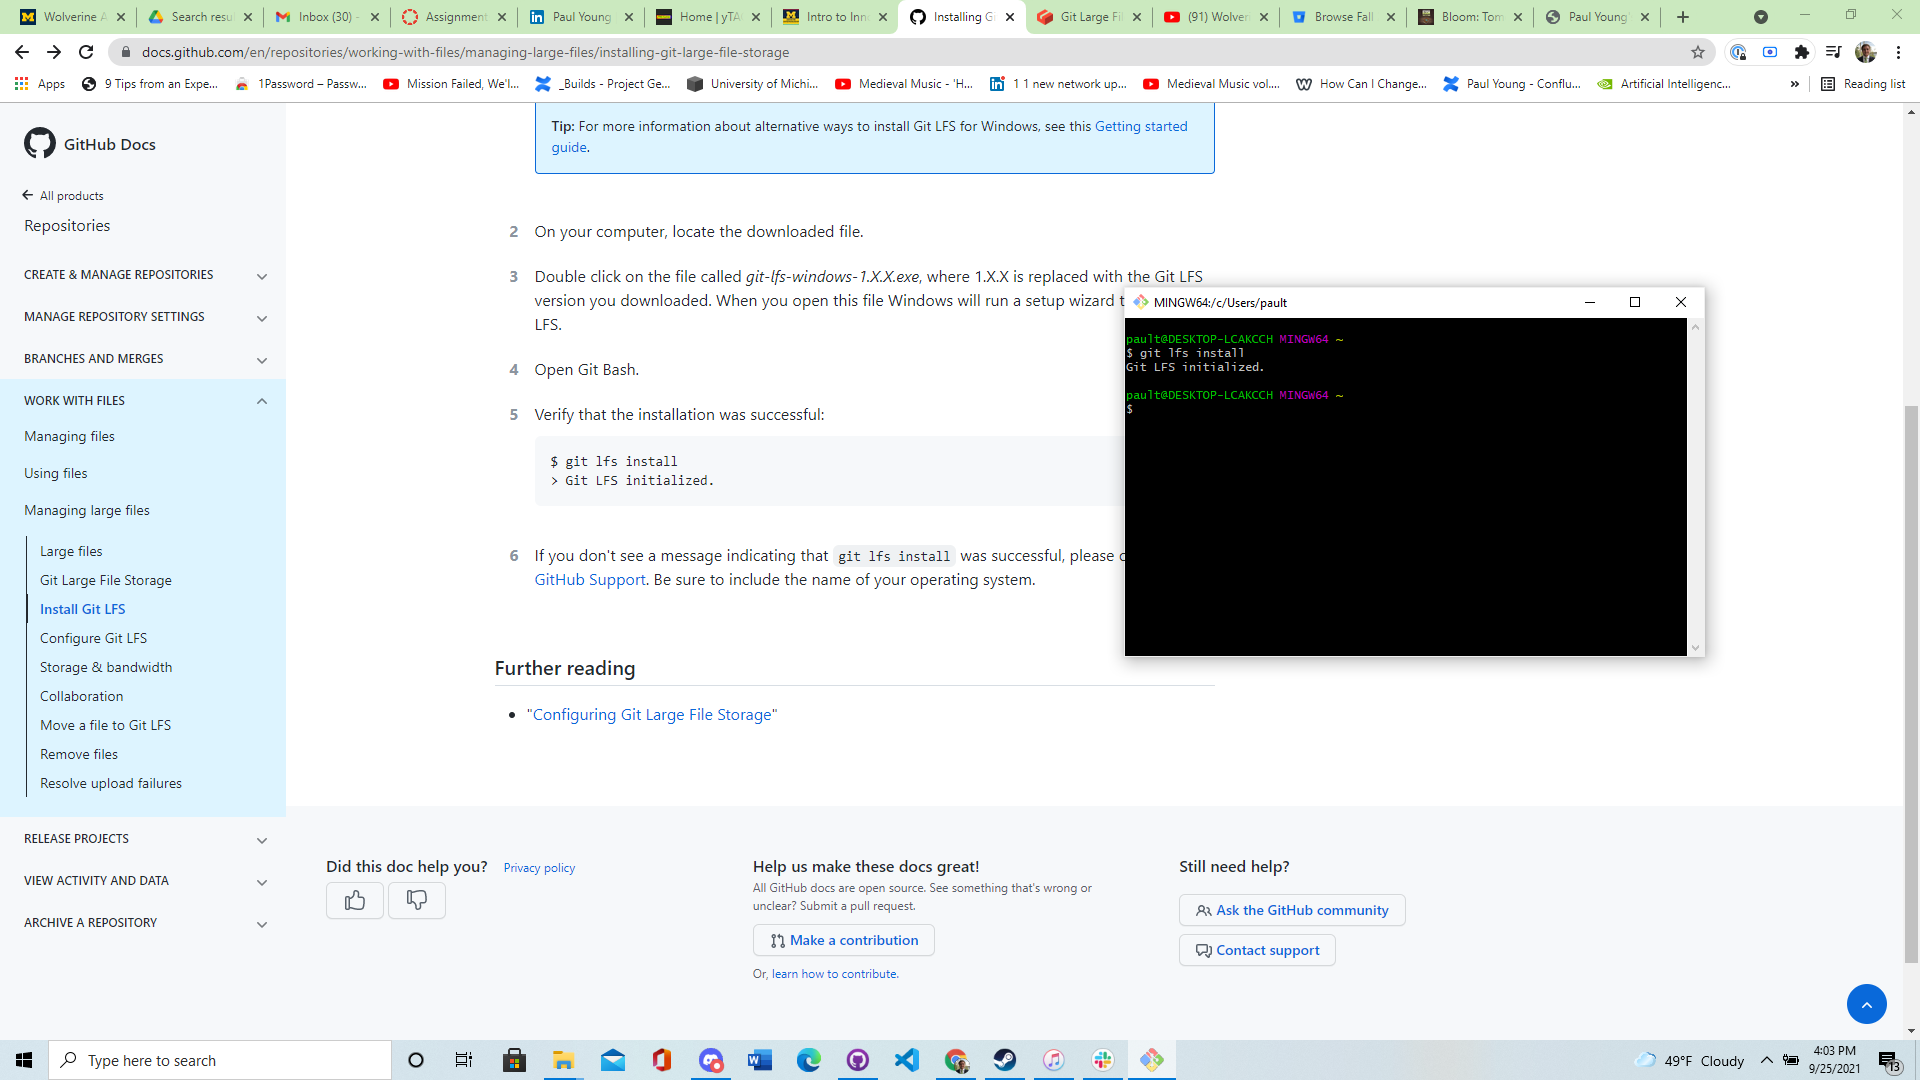 Wolverine A
Search resul
Inbox (30) -
Assignment
Paul Young
Home | yTA
Intro to Inn
Installing G
Git Large Fi
(91) Wolver
Browse Fall
Bloom: Tom
Paul Young'
docs.github.com/en/repositories/working-with-files/managing-large-files/installing-git-large-file-storage
Apps
9 Tips from an Expe...
1Password – Passw...
Mission Failed, We'l...
_Builds - Project Ge...
University of Michi...
Medieval Music - 'H...
1 1 new network up...
Medieval Music vol....
How Can I Change...
Paul Young - Conflu...
Artificial Intelligenc...
»
Reading list
GitHub Docs
All products
Repositories
CREATE & MANAGE REPOSITORIES
MANAGE REPOSITORY SETTINGS
BRANCHES AND MERGES
WORK WITH FILES
Managing files
Using files
Managing large files
Large files
Git Large File Storage
Install Git LFS
Configure Git LFS
Storage & bandwidth
Collaboration
Move a file to Git LFS
Remove files
Resolve upload failures
RELEASE PROJECTS
VIEW ACTIVITY AND DATA
ARCHIVE A REPOSITORY
Tip: For more information about alternative ways to install Git LFS for Windows, see this Getting started
guide.
2 On your computer, locate the downloaded file.
3 Double click on the file called git-lfs-windows-1.X.X.exe, where 1.X.X is replaced with the Git LFS
version you downloaded. When you open this file Windows will run a setup wizard
LFS.
4 Open Git Bash.
5 Verify that the installation was successful:
$ git lfs install
> Git LFS initialized.
6 If you don't see a message indicating that git lfs install was successful, please
GitHub Support. Be sure to include the name of your operating system.
Further reading
• "Configuring Git Large File Storage"
MINGW64:/c/Users/pault
pault@DESKTOP-LCAKCCH MINGW64 ~
$ git lfs install
Git LFS initialized.
pault@DESKTOP-LCAKCCH MINGW64 ~
$
Did this doc help you?
Privacy policy
Help us make these docs great!
All GitHub docs are open source. See something that's wrong or
unclear? Submit a pull request.
Make a contribution
Or, learn how to contribute.
Still need help?
Ask the GitHub community
Contact support
Type here to search
49°F Cloudy
4:03 PM
9/25/2021
13